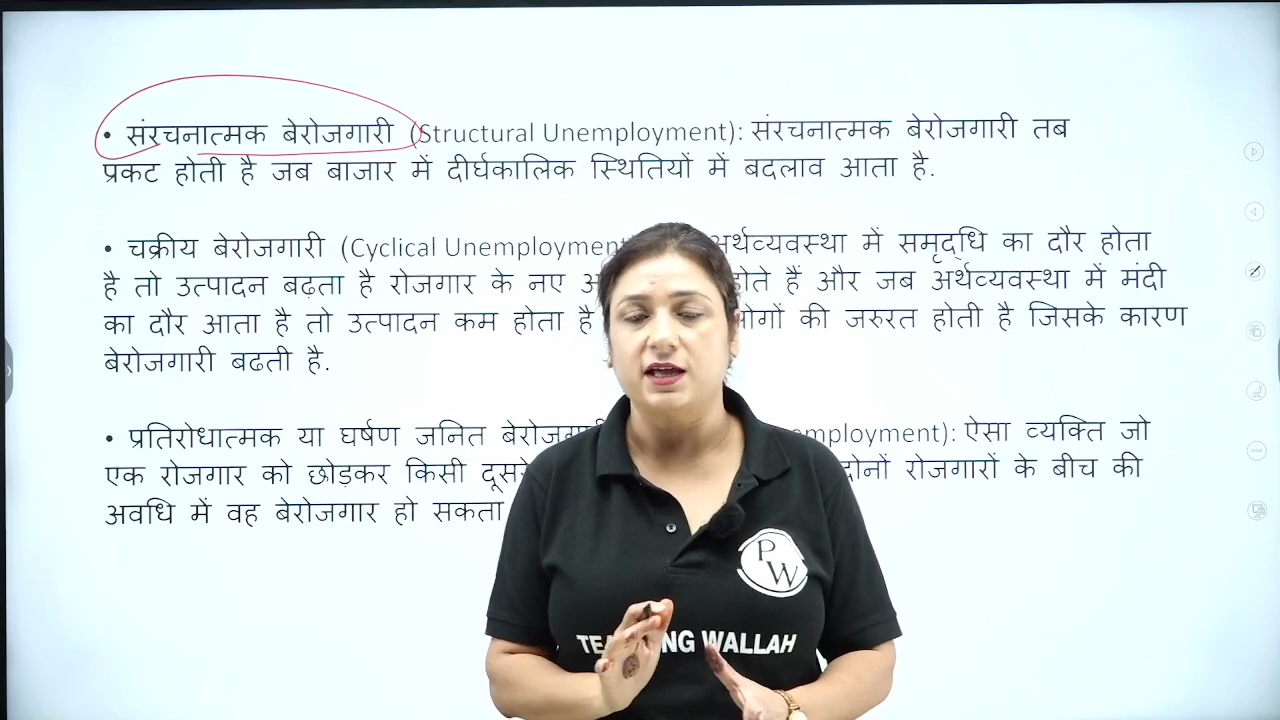 • संरचनात्मक बेरोजगारी (Structural Unemployment): संरचनात्मक बेरोजगारी तब
प्रकट होती है जब बाजार में दीर्घकालिक स्थितियों में बदलाव आता है.
• चक्रीय बेरोजगारी (Cyclical Unemployment अर्थव्यवस्था में समृद्धि का दौर होता
है तो उत्पादन बढ़ता है रोजगार के नए होते हैं और जब अर्थव्यवस्था में मंदी
का दौर आता है तो उत्पादन कम होता है की जरुरत होती है जिसके कारण
बेरोजगारी बढती है.
• प्रतिरोधात्मक या घर्षण जनित ऐसा व्यक्ति जो
एक रोजगार को छोड़कर किसी दोनों रोजगारों के बीच की
अवधि में वह बेरोजगार हो सकता
PW
WALLAH